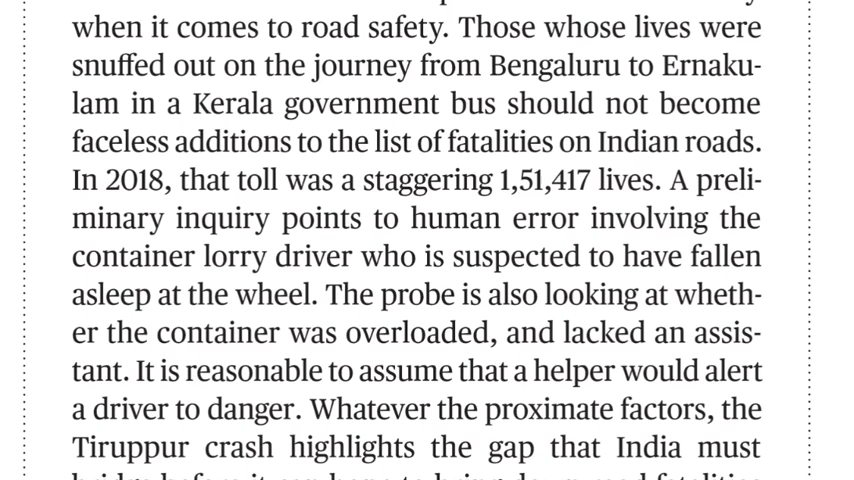 when it comes to road safety. Those whose lives were
snuffed out on the journey from Bengaluru to Ernaku-
lam in a Kerala government bus should not become
faceless additions to the list of fatalities on Indian roads.
In 2018, that toll was a staggering 1,51,417 lives. A preli-
minary inquiry points to human error involving the
container lorry driver who is suspected to have fallen
asleep at the wheel. The probe is also looking at wheth-
er the container was overloaded, and lacked an assis-
tant. It is reasonable to assume that a helper would alert
a driver to danger. Whatever the proximate factors, the
Tiruppur crash highlights the gap that India must